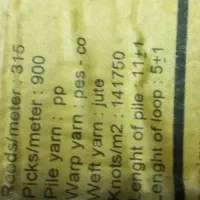 Reeds/meter : 315
Picks/meter : 900
Pile yarn : pp
Warp yarn : pes - co
Weft yarn : jute
Knots/m2 : 141750
Lenght of pile : 11±1
Lenght of loop : 5±1